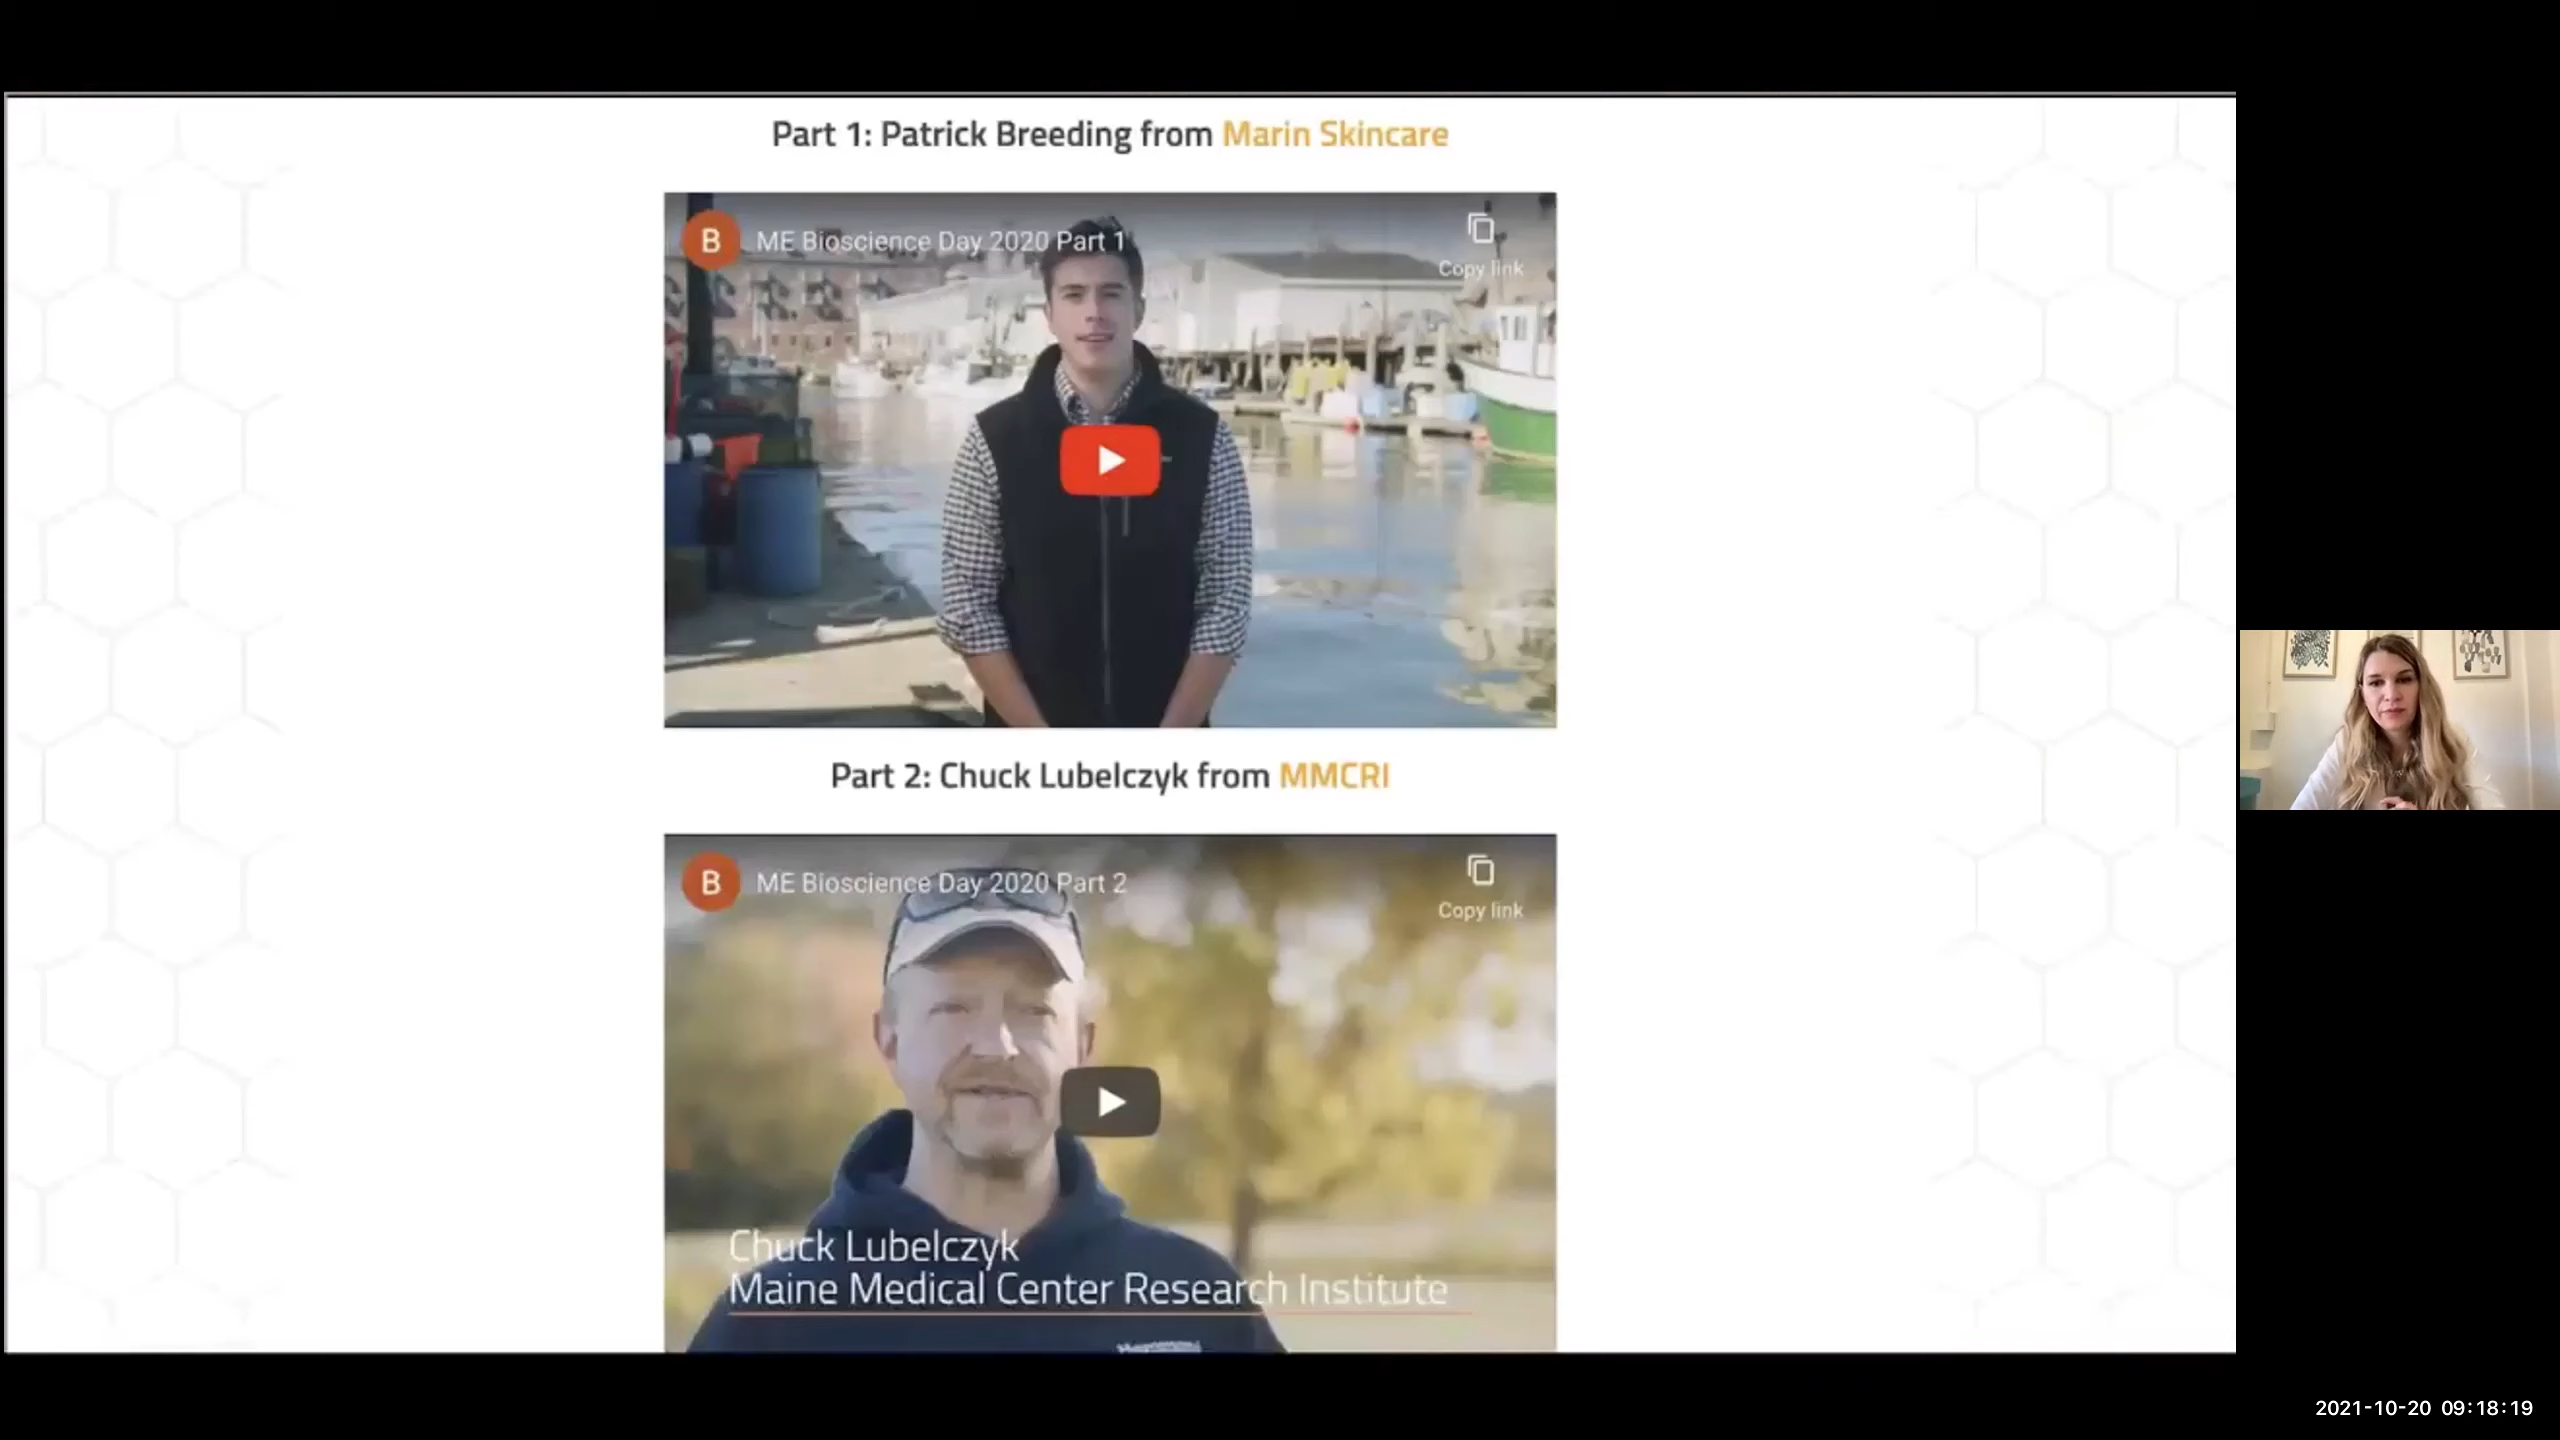 Part 1: Patrick Breeding from Marin Skincare
B
ME Bioscience Day 2020 Part 1
Copy link
Part 2: Chuck Lubelczyk from MMCRI
B
ME Bioscience Day 2020 Part 2
Copy link
Chuck Lubelczyk
Maine Medical Center Research Institute
2021-10-20 09:18:19